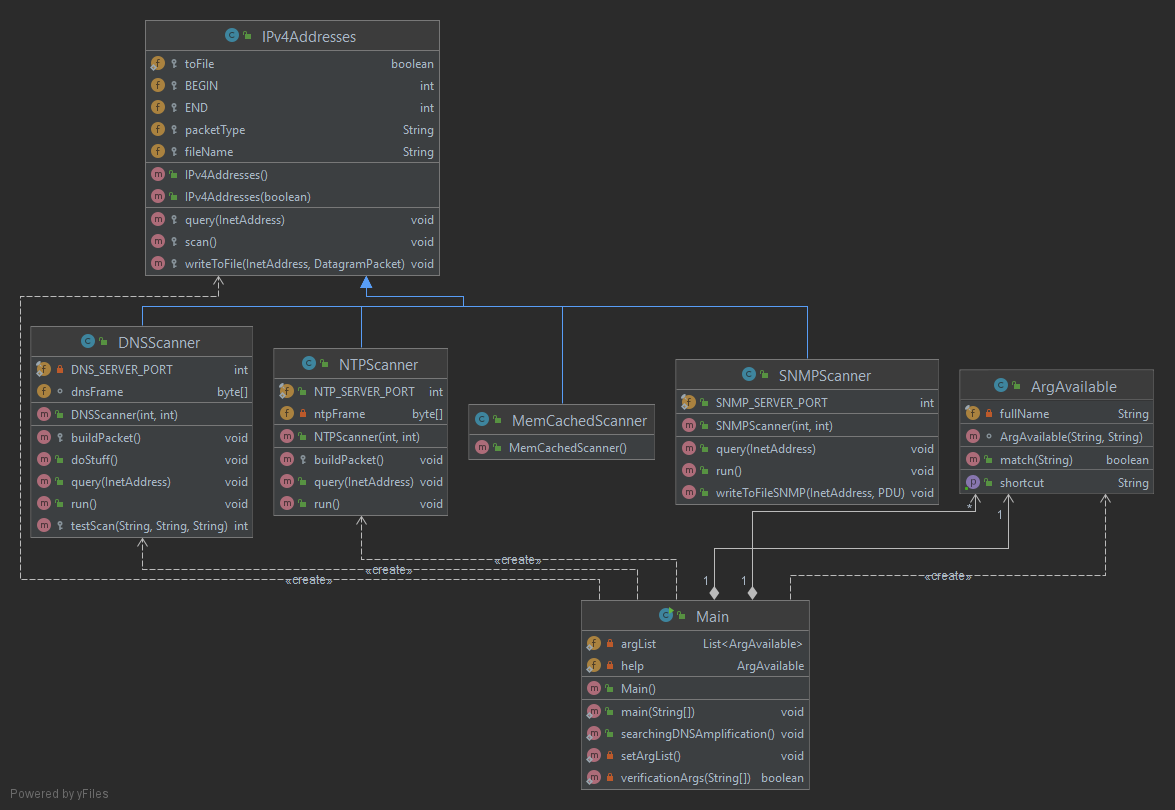 IPv4Addresses
toFile boolean
BEGIN int
END int
packetType String
fileName String
IPv4Addresses()
IPv4Addresses(boolean)
query(InetAddress) void
scan() void
writeToFile(InetAddress, DatagramPacket) void
DNSScanner
DNS_SERVER_PORT int
dnsFrame byte[]
DNSScanner(int, int)
buildPacket() void
doStuff() void
query(InetAddress) void
run() void
testScan(String, String, String) int
NTPScanner
NTP_SERVER_PORT int
ntpFrame byte[]
NTPScanner(int, int)
buildPacket() void
query(InetAddress) void
run() void
MemCachedScanner
MemCachedScanner()
SNMPScanner
SNMP_SERVER_PORT int
SNMPScanner(int, int)
query(InetAddress) void
run() void
writeToFileSNMP(InetAddress, PDU) void
ArgAvailable
fullName String
ArgAvailable(String, String)
match(String) boolean
shortcut String
* 1
«create»
«create»
«create»
1 1 «create»
Main
argList List<ArgAvailable>
help ArgAvailable
Main()
main(String[]) void
searchingDNSAmplification() void
setArgList() void
verificationArgs(String[]) boolean
Powered by yFiles